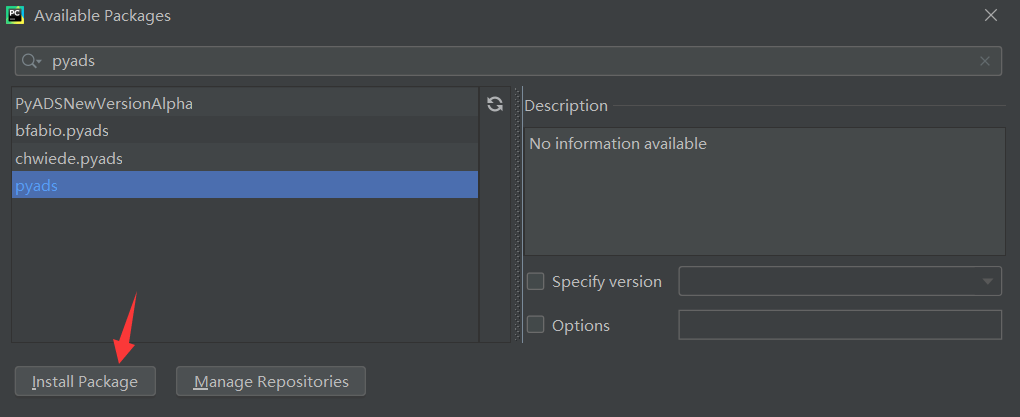 PC
Available Packages
pyads
PyADSNewVersionAlpha
bfabio.pyads
chwiede.pyads
pyads
Description
No information available
Specify version
Options
Install Package
Manage Repositories